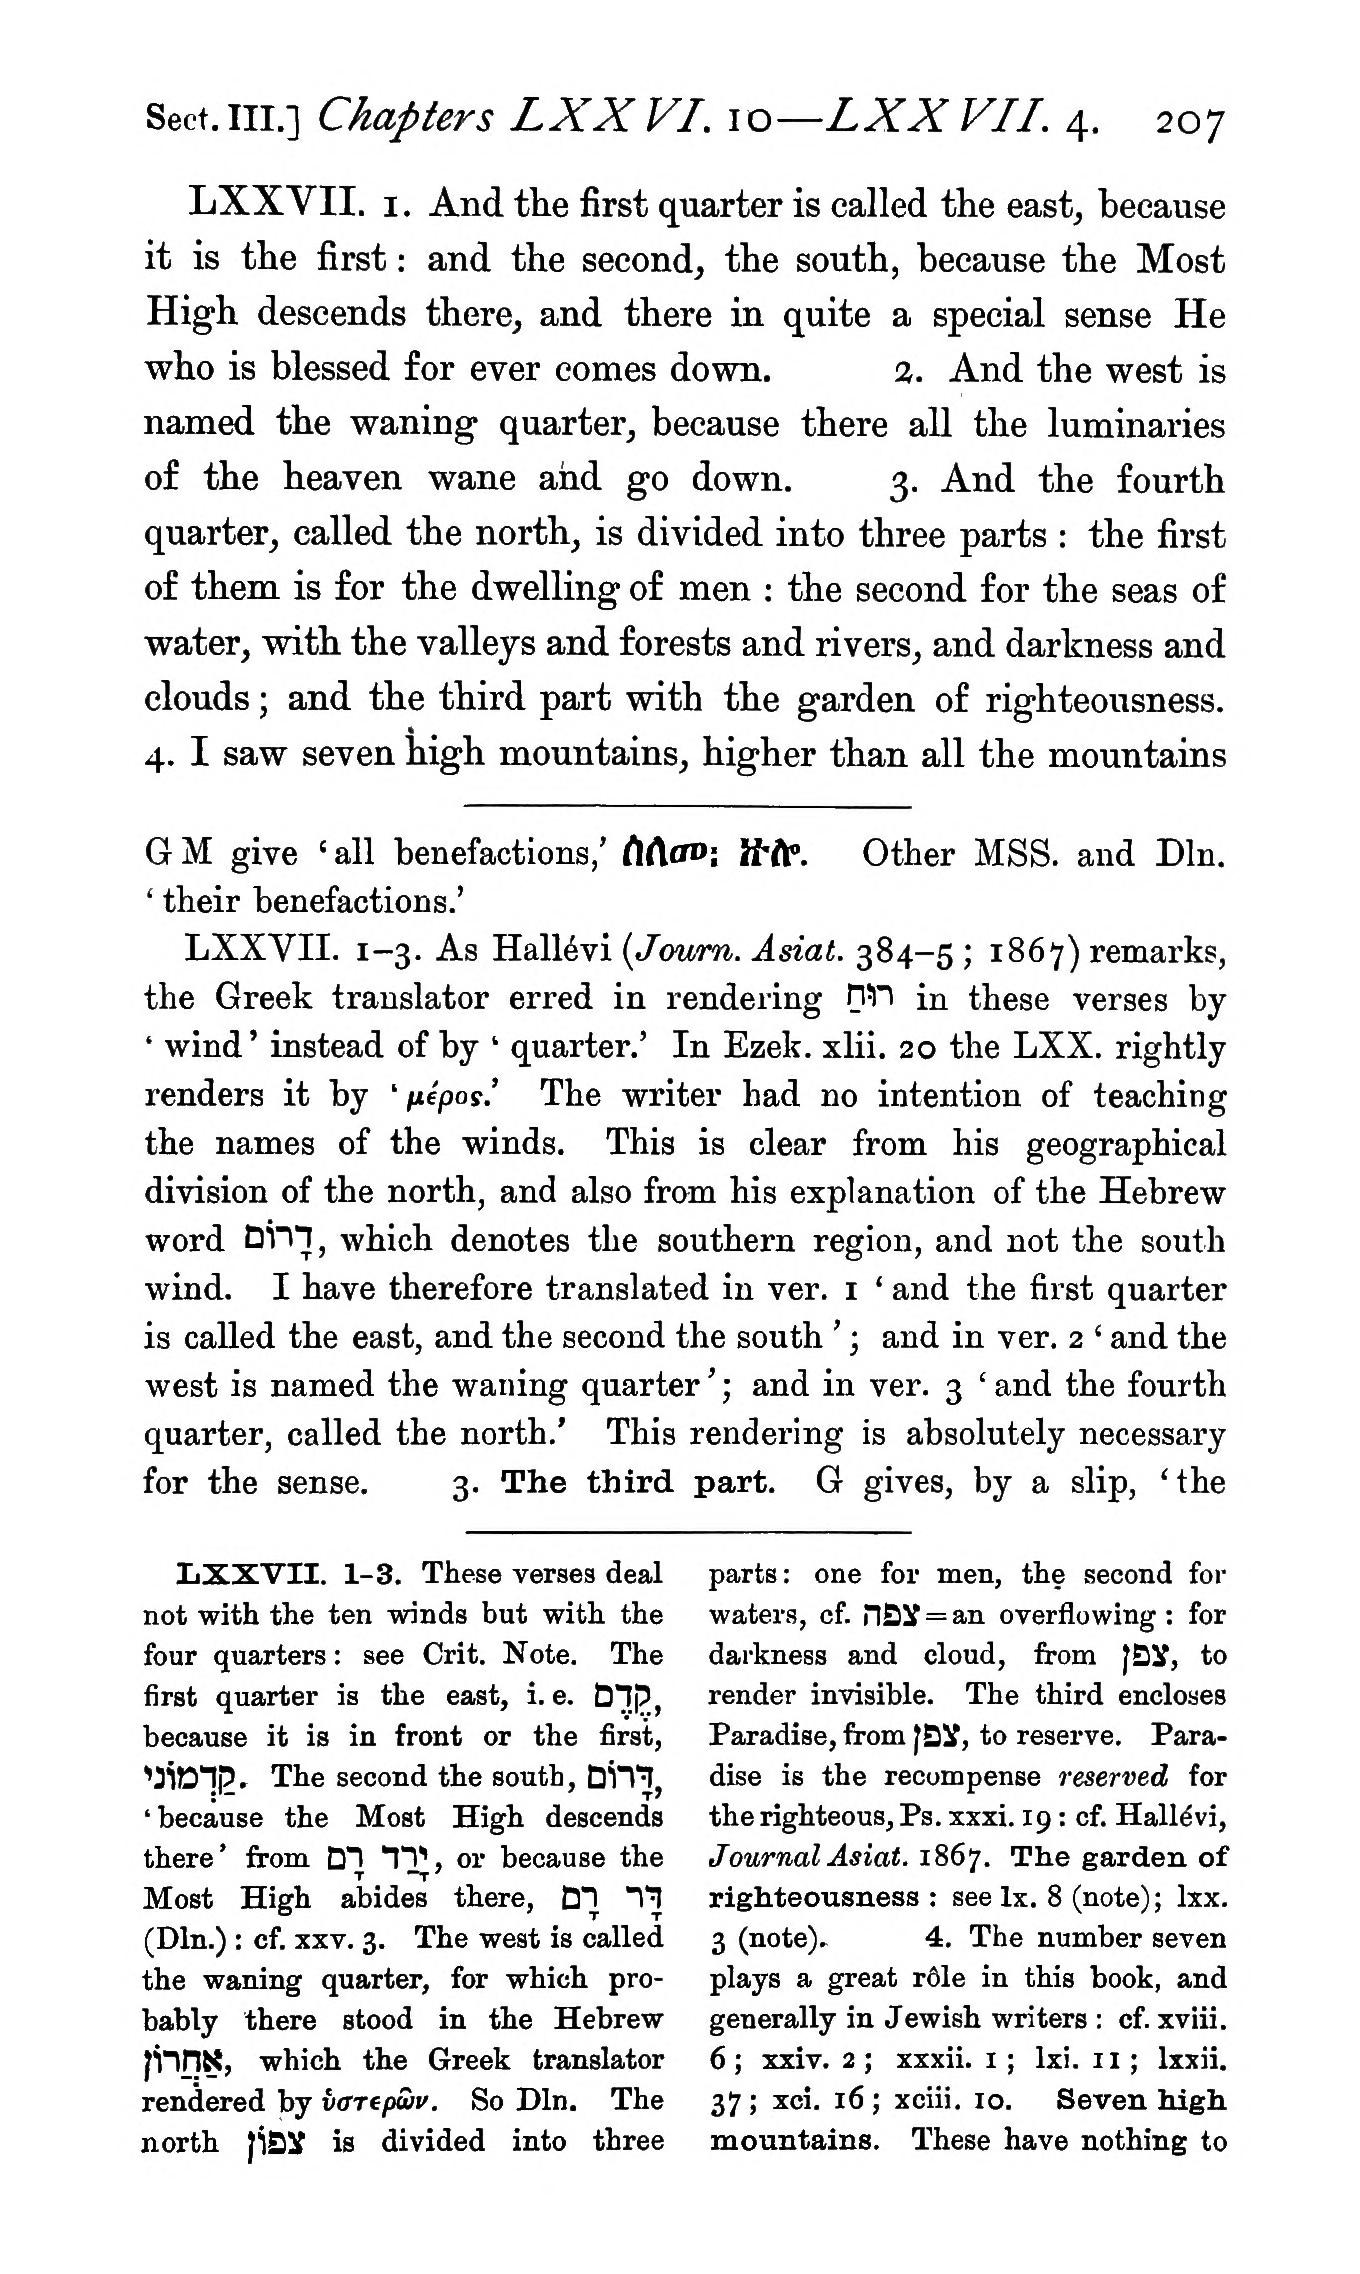 Sect. III.] Chapters LXXVI. 10—LXXVII. 4. 207
LXXVII. 1. And the first quarter is called the east, because
it is the first : and the second, the south, because the Most
High descends there, and there in quite a special sense He
who is blessed for ever comes down. 2. And the west is
named the waning quarter, because there all the luminaries
of the heaven wane and go down. 3. And the fourth
quarter, called the north, is divided into three parts : the first
of them is for the dwelling of men : the second for the seas of
water, with the valleys and forests and rivers, and darkness and
clouds ; and the third part with the garden of righteousness.
4. I saw seven high mountains, higher than all the mountains
G M give ‘all benefactions,’ ሰላመ፡ ኵሎ. Other MSS. and Dln.
‘their benefactions.’
LXXVII. 1-3. As Hallévi (Journ. Asiat. 384-5 ; 1867) remarks,
the Greek translator erred in rendering רוּחַ in these verses by
‘wind’ instead of by ‘quarter.’ In Ezek. xlii. 20 the LXX. rightly
renders it by ‘μέρος.’ The writer had no intention of teaching
the names of the winds. This is clear from his geographical
division of the north, and also from his explanation of the Hebrew
word דָּרוֹם, which denotes the southern region, and not the south
wind. I have therefore translated in ver. 1 ‘and the first quarter
is called the east, and the second the south’ ; and in ver. 2 ‘and the
west is named the waning quarter’ ; and in ver. 3 ‘and the fourth
quarter, called the north.’ This rendering is absolutely necessary
for the sense. 3. The third part. G gives, by a slip, ‘the
LXXVII. 1-3. These verses deal
not with the ten winds but with the
four quarters : see Crit. Note. The
first quarter is the east, i. e. קֶדֶם,
because it is in front or the first,
קַדְמוֹנִי. The second the south, דָּרוֹם,
‘because the Most High descends
there’ from יֵרַד רָם, or because the
Most High abides there, דָּר רָם
(Dln.) : cf. xxv. 3. The west is called
the waning quarter, for which pro-
bably there stood in the Hebrew
אַחֲרוֹן, which the Greek translator
rendered by ὑστερῶν. So Dln. The
north צפוֹן is divided into three
parts : one for men, the second for
waters, cf. צפה = an overflowing : for
darkness and cloud, from צפן, to
render invisible. The third encloses
Paradise, from צפן, to reserve. Para-
dise is the recompense reserved for
the righteous, Ps. xxxi. 19 : cf. Hallévi,
Journal Asiat. 1867. The garden of
righteousness : see lx. 8 (note); lxx.
3 (note). 4. The number seven
plays a great rôle in this book, and
generally in Jewish writers : cf. xviii.
6 ; xxiv. 2 ; xxxii. 1 ; lxi. 11 ; lxxii.
37 ; xci. 16 ; xciii. 10. Seven high
mountains. These have nothing to